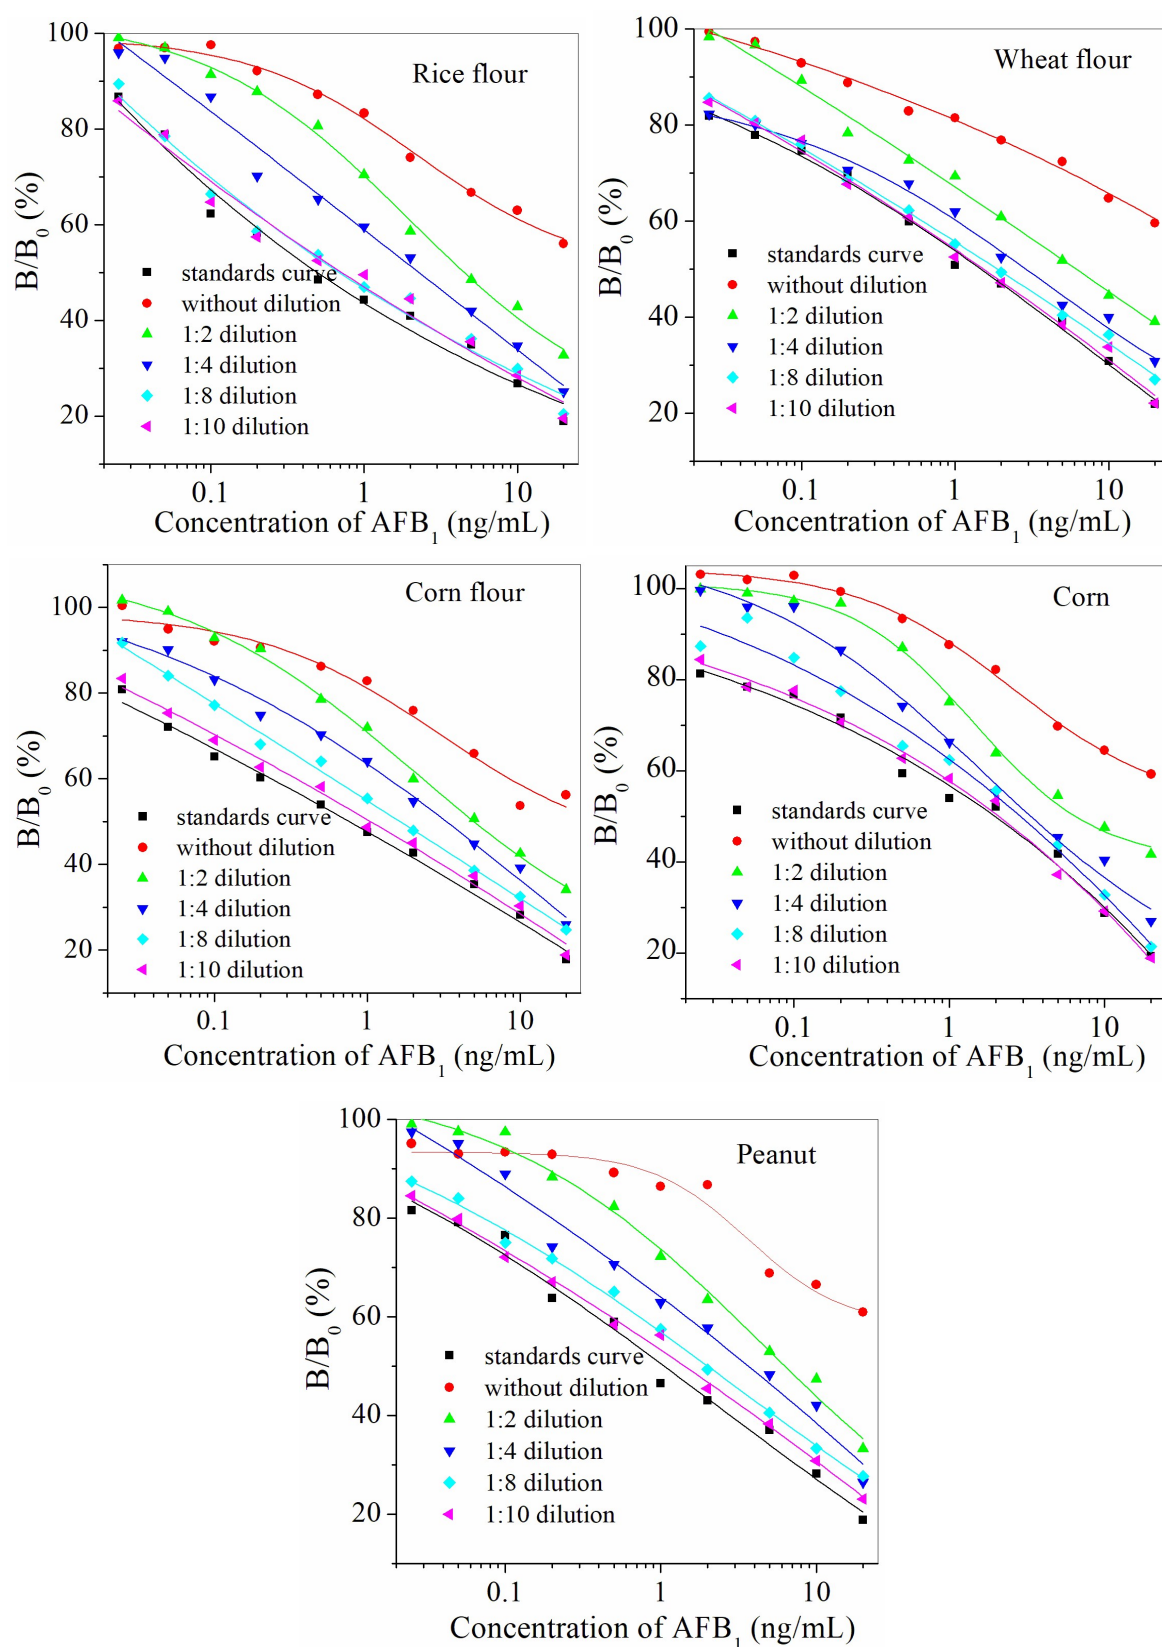 Rice flour
100
80
60
40
20
B/B0 (%)
standards curve
without dilution
1:2 dilution
1:4 dilution
1:8 dilution
1:10 dilution
0.1 1 10
Concentration of AFB1 (ng/mL)
Wheat flour
100
80
60
40
20
B/B0 (%)
standards curve
without dilution
1:2 dilution
1:4 dilution
1:8 dilution
1:10 dilution
0.1 1 10
Concentration of AFB1 (ng/mL)
Corn flour
100
80
60
40
20
B/B0 (%)
standards curve
without dilution
1:2 dilution
1:4 dilution
1:8 dilution
1:10 dilution
0.1 1 10
Concentration of AFB1 (ng/mL)
Corn
100
80
60
40
20
B/B0 (%)
standards curve
without dilution
1:2 dilution
1:4 dilution
1:8 dilution
1:10 dilution
0.1 1 10
Concentration of AFB1 (ng/mL)
Peanut
100
80
60
40
20
B/B0 (%)
standards curve
without dilution
1:2 dilution
1:4 dilution
1:8 dilution
1:10 dilution
0.1 1 10
Concentration of AFB1 (ng/mL)